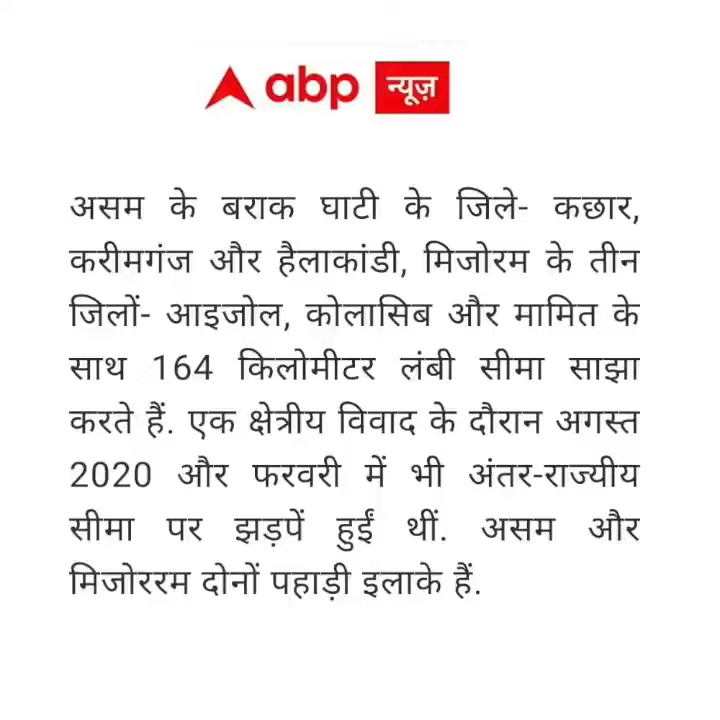 abp न्यूज़
असम के बराक घाटी के जिले- कछार,
करीमगंज और हैलाकांडी, मिजोरम के तीन
जिलों- आइजोल, कोलासिब और मामित के
साथ 164 किलोमीटर लंबी सीमा साझा
करते हैं. एक क्षेत्रीय विवाद के दौरान अगस्त
2020 और फरवरी में भी अंतर-राज्यीय
सीमा पर झड़पें हुईं थीं. असम और
मिजोररम दोनों पहाड़ी इलाके हैं.